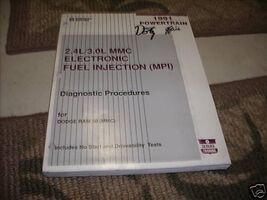 1991
POWERTRAIN
2.4L/3.0L MMC
ELECTRONIC
FUEL INJECTION (MPI)
Diagnostic Procedures
for
DODGE RAM 50 (MMC)
Includes No Start and Driveability Tests